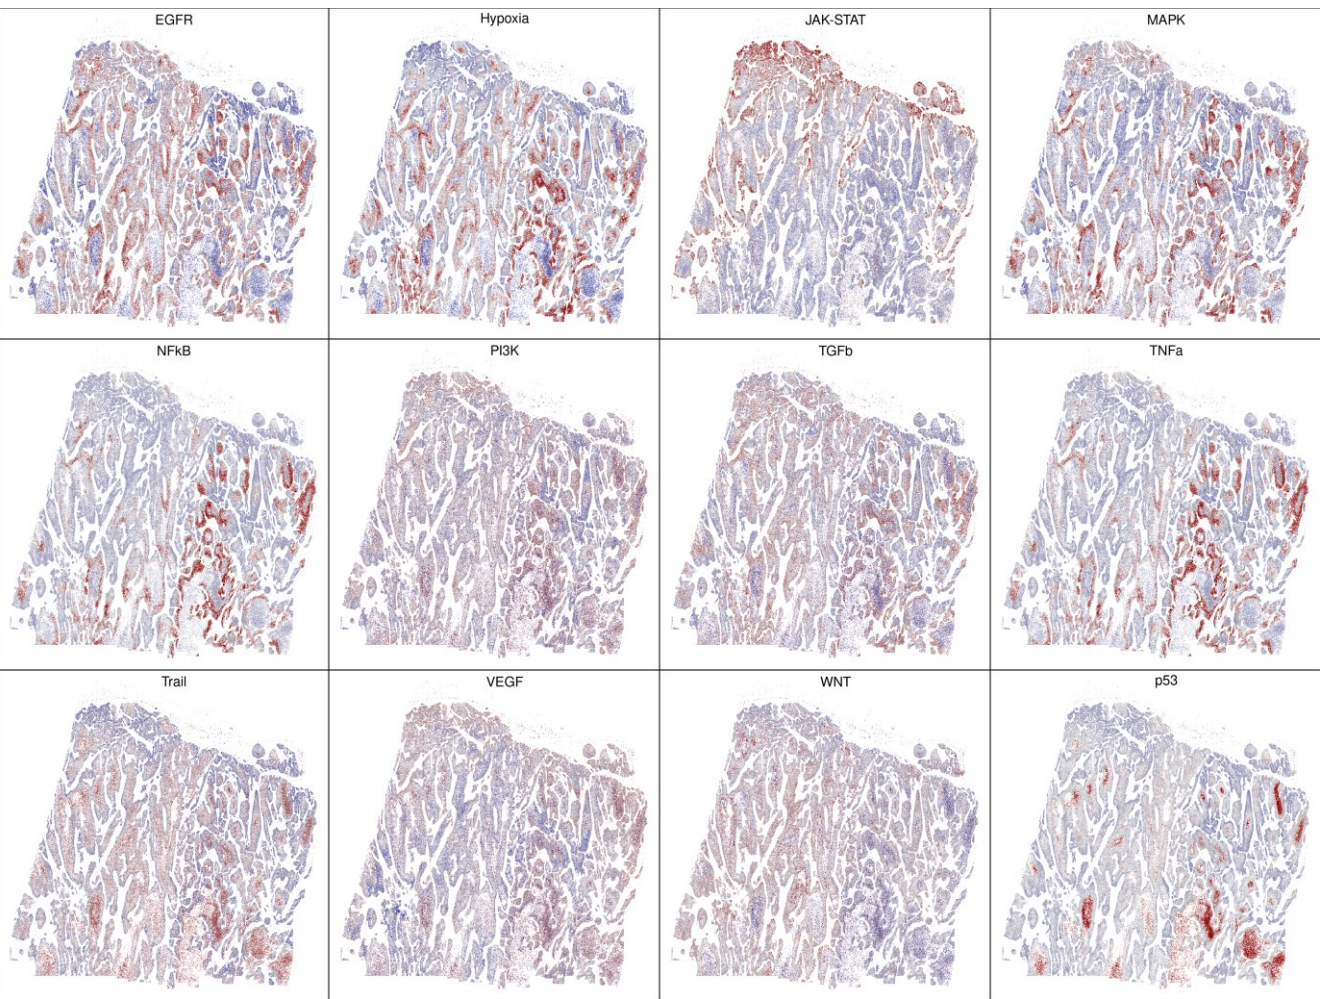 EGFR
Hypoxia
JAK-STAT
MAPK
NFkB
PI3K
TGFb
TNFa
Trail
VEGF
WNT
p53